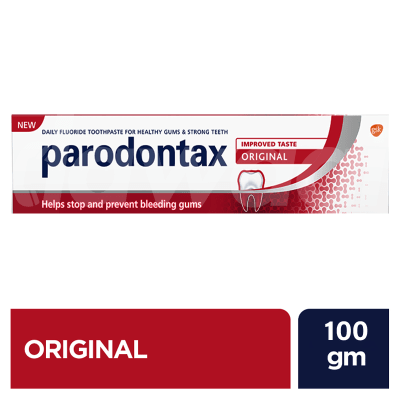 NEW
DAILY FLUORIDE TOOTHPASTE FOR HEALTHY GUMS & STRONG TEETH
parodontax
IMPROVED TASTE
ORIGINAL
gsk
Helps stop and prevent bleeding gums
ORIGINAL
100
gm